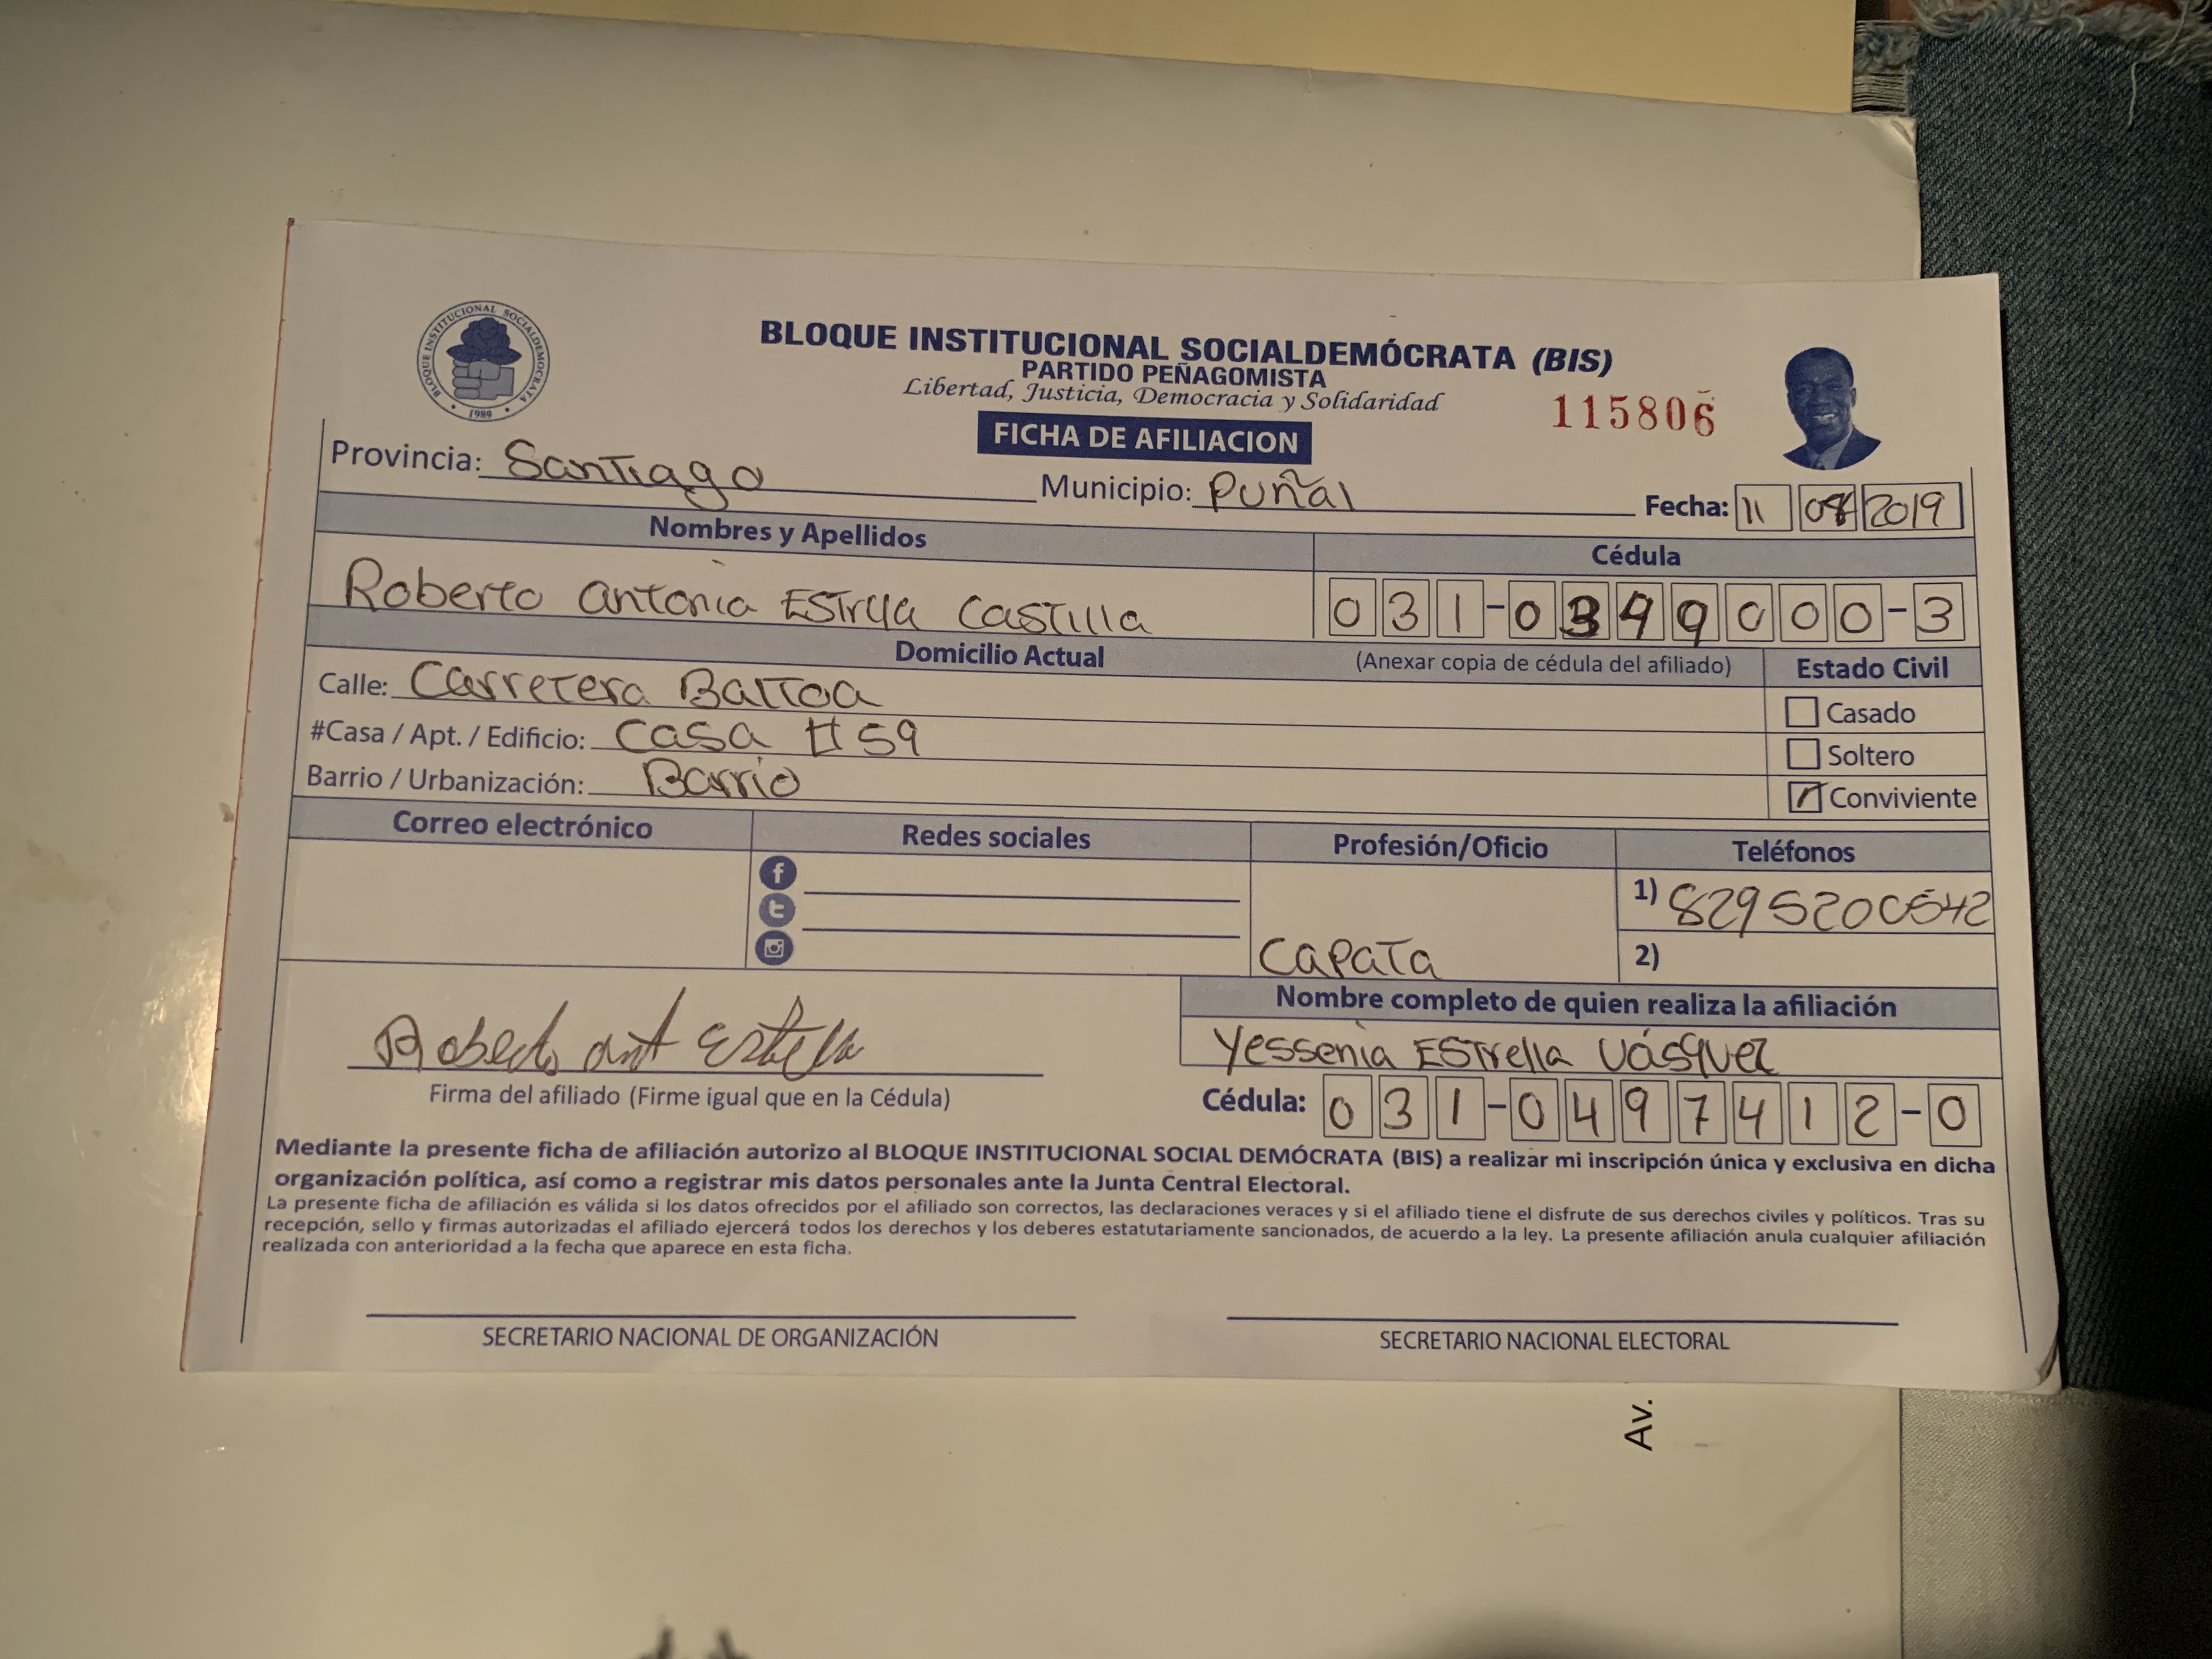 BLOQUE INSTITUCIONAL SOCIALDEMOCRATA
1989
BLOQUE INSTITUCIONAL SOCIALDEMÓCRATA (BIS)
PARTIDO PEÑAGOMISTA
Libertad, Justicia, Democracia y Solidaridad
115806
FICHA DE AFILIACION
Provincia: Santiago Municipio: Puñal Fecha: 11 08 2019
Nombres y Apellidos Cédula
Roberto Antonia Estrlla Castilla 031-0349000-3
Domicilio Actual (Anexar copia de cédula del afiliado) Estado Civil
Calle: Carretera Baitoa Casado
#Casa / Apt. / Edificio: Casa #59 Soltero
Barrio / Urbanización: Barrio Conviviente
Correo electrónico Redes sociales Profesión/Oficio Teléfonos
1) 8295200542
CaPaTa 2)
Nombre completo de quien realiza la afiliación
Roberto Ant Estrella Yessenia Estrella Vásquez
Firma del afiliado (Firme igual que en la Cédula) Cédula: 031-0497412-0
Mediante la presente ficha de afiliación autorizo al BLOQUE INSTITUCIONAL SOCIAL DEMÓCRATA (BIS) a realizar mi inscripción única y exclusiva en dicha
organización política, así como a registrar mis datos personales ante la Junta Central Electoral.
La presente ficha de afiliación es válida si los datos ofrecidos por el afiliado son correctos, las declaraciones veraces y si el afiliado tiene el disfrute de sus derechos civiles y políticos. Tras su
recepción, sello y firmas autorizadas el afiliado ejercerá todos los derechos y los deberes estatutariamente sancionados, de acuerdo a la ley. La presente afiliación anula cualquier afiliación
realizada con anterioridad a la fecha que aparece en esta ficha.
SECRETARIO NACIONAL DE ORGANIZACIÓN SECRETARIO NACIONAL ELECTORAL
Av.